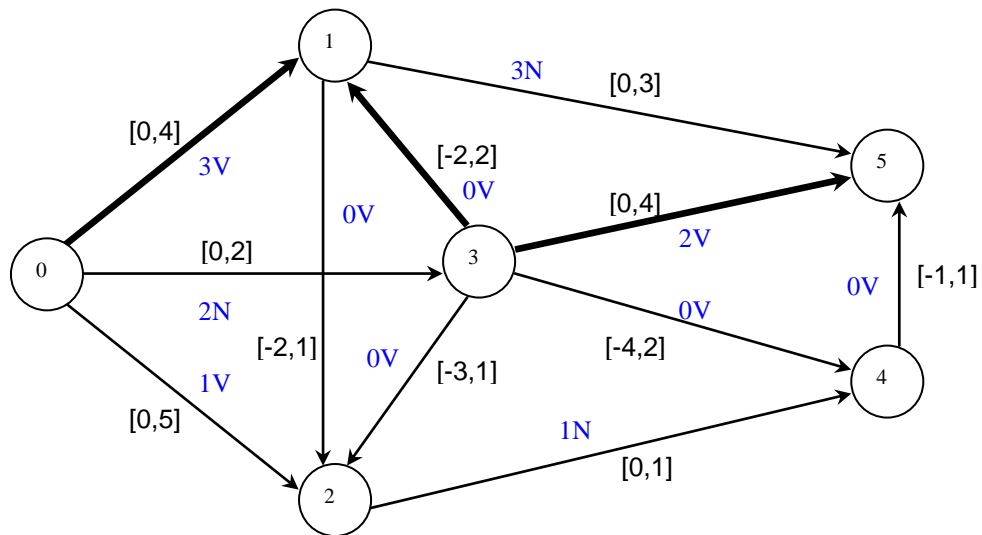 1
3N
[0,3]
[0,4]
3V
[-2,2]
0V
5
0V
[0,4]
2V
[0,2]
3
0
[-1,1]
0V
0V
2N
[-2,1]
0V
[-4,2]
1V
[-3,1]
4
[0,5]
1N
[0,1]
2